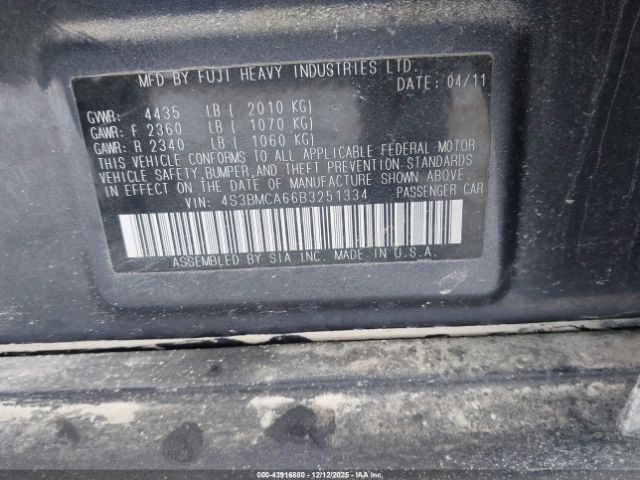 MFD BY FUJI HEAVY INDUSTRIES LTD.
DATE: 04/11
GVWR: 4435 LB ( 2010 KG)
GAWR: F 2360 LB ( 1070 KG)
GAWR: R 2340 LB ( 1060 KG)
THIS VEHICLE CONFORMS TO ALL APPLICABLE FEDERAL MOTOR
VEHICLE SAFETY,BUMPER,AND THEFT PREVENTION STANDARDS
IN EFFECT ON THE DATE OF MANUFACTURE SHOWN ABOVE.
VIN: 4S3BMCA66B3251334 PASSENGER CAR
ASSEMBLED BY SIA INC. MADE IN U.S.A.
000-43916880 - 12/12/2025 - Copyright © IAA, LLC